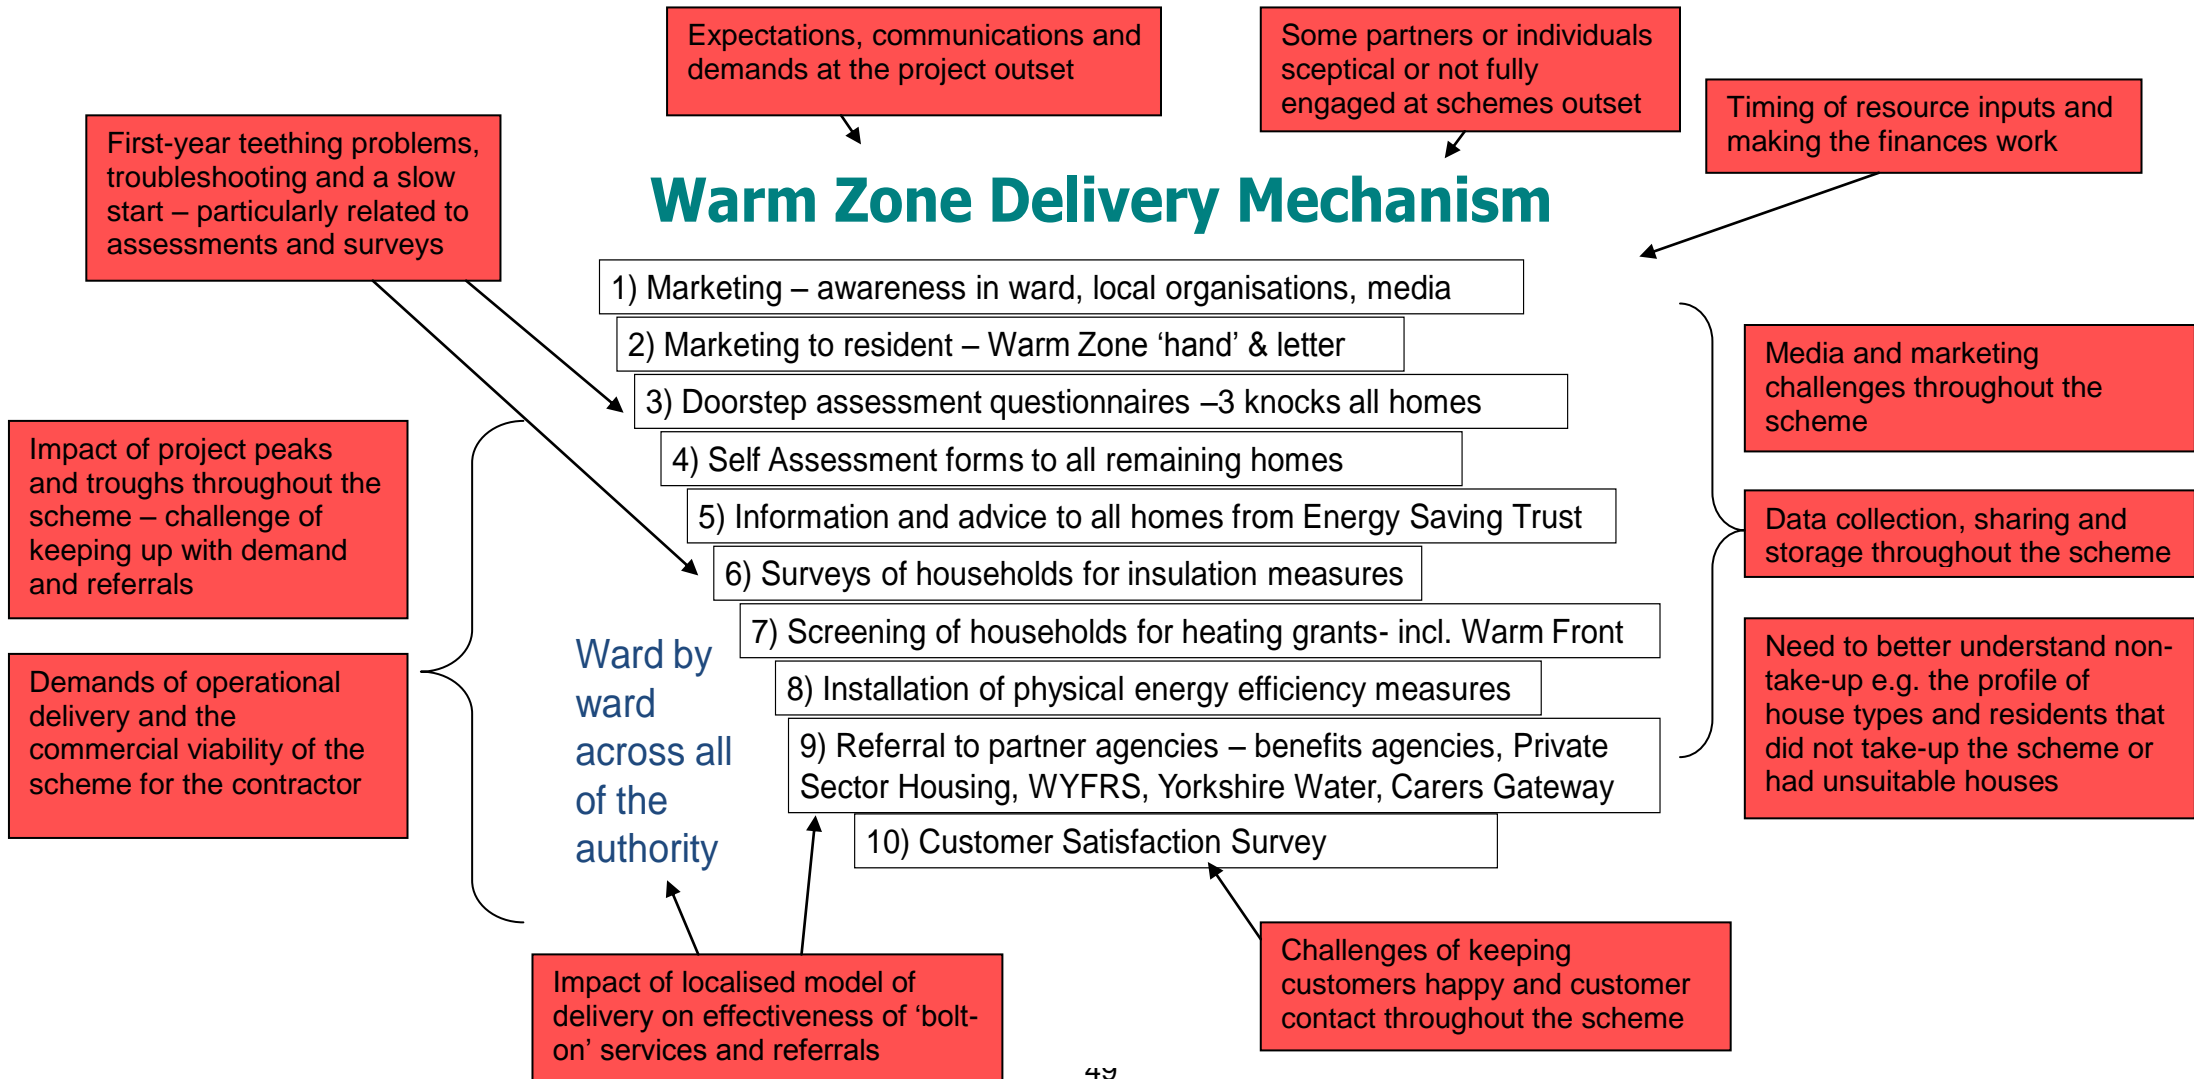 Expectations, communications and
demands at the project outset
Some partners or individuals
sceptical or not fully
engaged at schemes outset
Timing of resource inputs and
making the finances work
First-year teething problems,
troubleshooting and a slow
start – particularly related to
assessments and surveys
Warm Zone Delivery Mechanism
1) Marketing – awareness in ward, local organisations, media
2) Marketing to resident – Warm Zone ‘hand’ & letter
3) Doorstep assessment questionnaires –3 knocks all homes
4) Self Assessment forms to all remaining homes
5) Information and advice to all homes from Energy Saving Trust
6) Surveys of households for insulation measures
7) Screening of households for heating grants- incl. Warm Front
8) Installation of physical energy efficiency measures
9) Referral to partner agencies – benefits agencies, Private
Sector Housing, WYFRS, Yorkshire Water, Carers Gateway
10) Customer Satisfaction Survey
Media and marketing
challenges throughout the
scheme
Data collection, sharing and
storage throughout the scheme
Need to better understand non-
take-up e.g. the profile of
house types and residents that
did not take-up the scheme or
had unsuitable houses
Impact of project peaks
and troughs throughout the
scheme – challenge of
keeping up with demand
and referrals
Demands of operational
delivery and the
commercial viability of the
scheme for the contractor
Ward by
ward
across all
of the
authority
Impact of localised model of
delivery on effectiveness of ‘bolt-
on’ services and referrals
Challenges of keeping
customers happy and customer
contact throughout the scheme
49